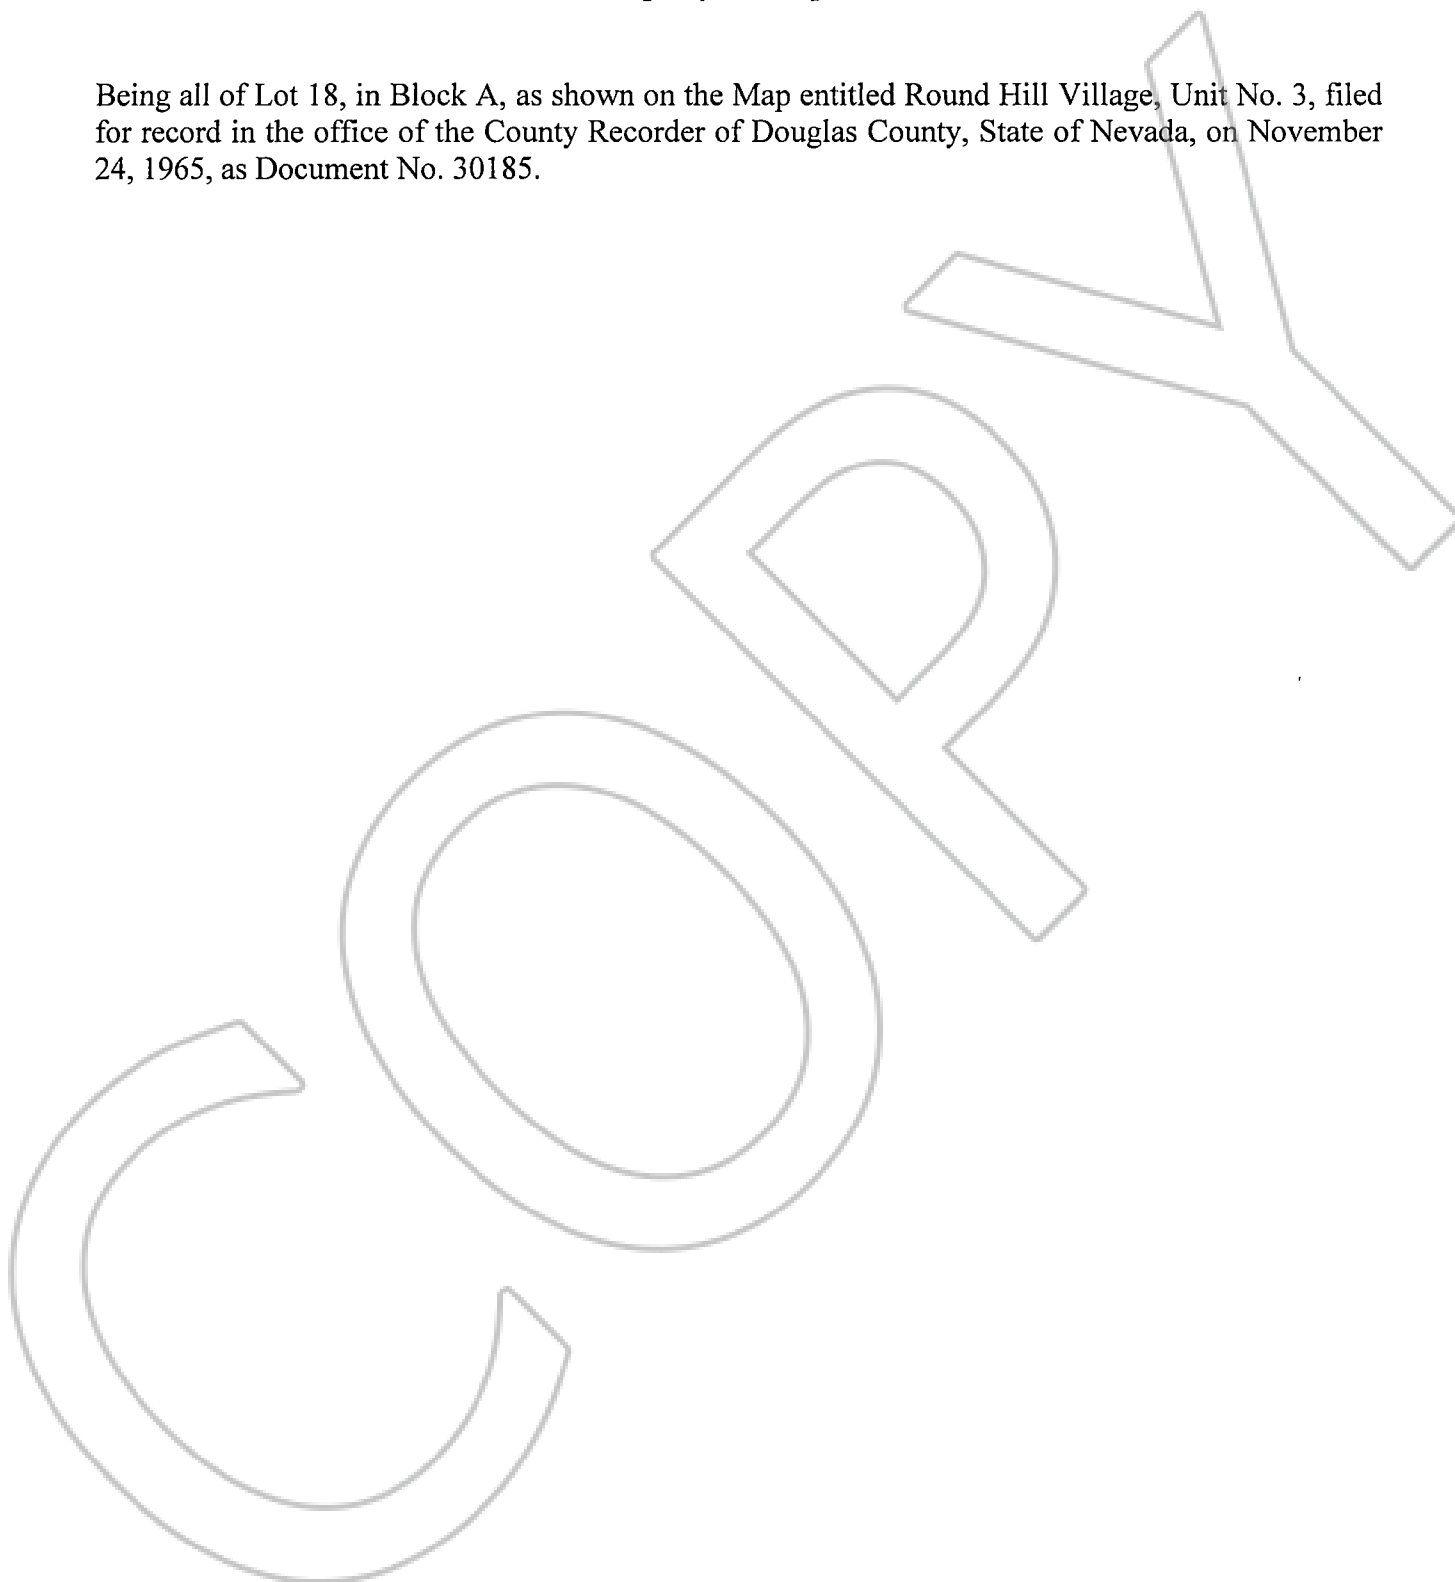 Being all of Lot 18, in Block A, as shown on the Map entitled Round Hill Village, Unit No. 3, filed
for record in the office of the County Recorder of Douglas County, State of Nevada, on November
24, 1965, as Document No. 30185.
COPY